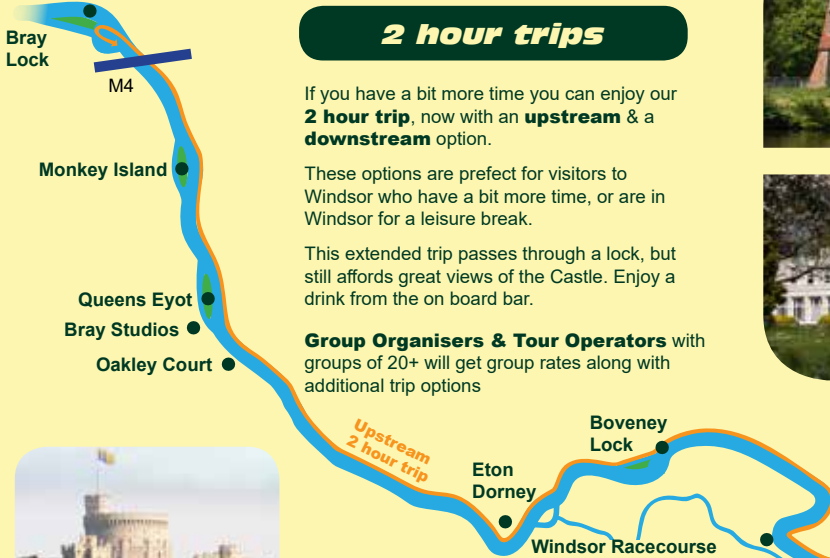 2 hour trips
Bray
Lock
M4
If you have a bit more time you can enjoy our
2 hour trip, now with an upstream & a
downstream option.
Monkey Island
These options are prefect for visitors to
Windsor who have a bit more time, or are in
Windsor for a leisure break.
This extended trip passes through a lock, but
still affords great views of the Castle. Enjoy a
drink from the on board bar.
Queens Eyot
Bray Studios
Oakley Court
Group Organisers & Tour Operators with
groups of 20+ will get group rates along with
additional trip options
Upstream
2 hour trip
Boveney
Lock
Eton
Dorney
Windsor Racecourse